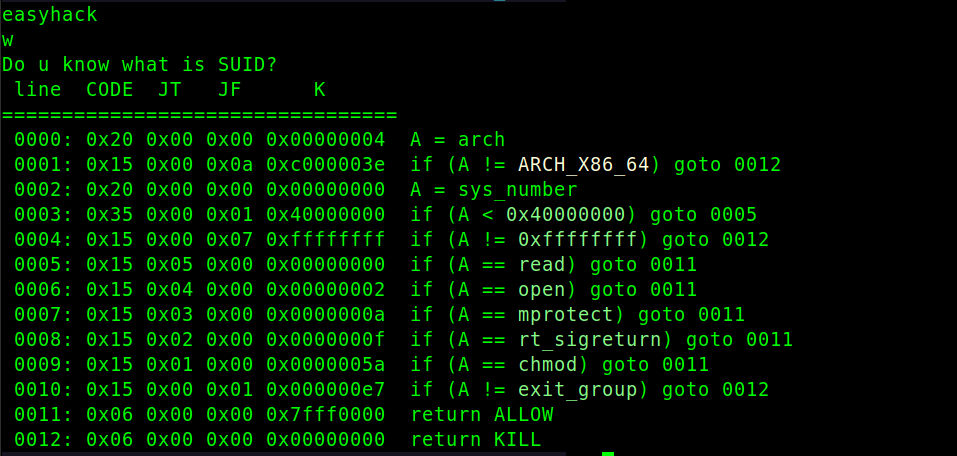 easyhack
w
Do u know what is SUID?
 line  CODE  JT   JF      K
=================================
 0000: 0x20 0x00 0x00 0x00000004  A = arch
 0001: 0x15 0x00 0x0a 0xc000003e  if (A != ARCH_X86_64) goto 0012
 0002: 0x20 0x00 0x00 0x00000000  A = sys_number
 0003: 0x35 0x00 0x01 0x40000000  if (A < 0x40000000) goto 0005
 0004: 0x15 0x00 0x07 0xffffffff  if (A != 0xffffffff) goto 0012
 0005: 0x15 0x05 0x00 0x00000000  if (A == read) goto 0011
 0006: 0x15 0x04 0x00 0x00000002  if (A == open) goto 0011
 0007: 0x15 0x03 0x00 0x0000000a  if (A == mprotect) goto 0011
 0008: 0x15 0x02 0x00 0x0000000f  if (A == rt_sigreturn) goto 0011
 0009: 0x15 0x01 0x00 0x0000005a  if (A == chmod) goto 0011
 0010: 0x15 0x00 0x01 0x000000e7  if (A != exit_group) goto 0012
 0011: 0x06 0x00 0x00 0x7fff0000  return ALLOW
 0012: 0x06 0x00 0x00 0x00000000  return KILL